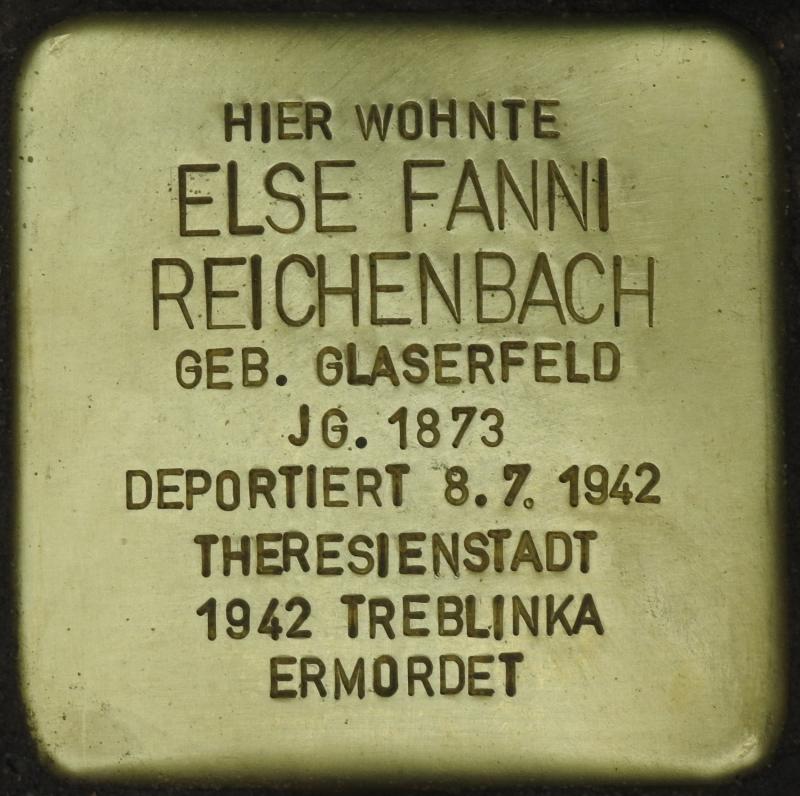 HIER WOHNTE
ELSE FANNI
REICHENBACH
GEB. GLASERFELD
JG. 1873
DEPORTIERT 8.7. 1942
THERESIENSTADT
1942 TREBLINKA
ERMORDET